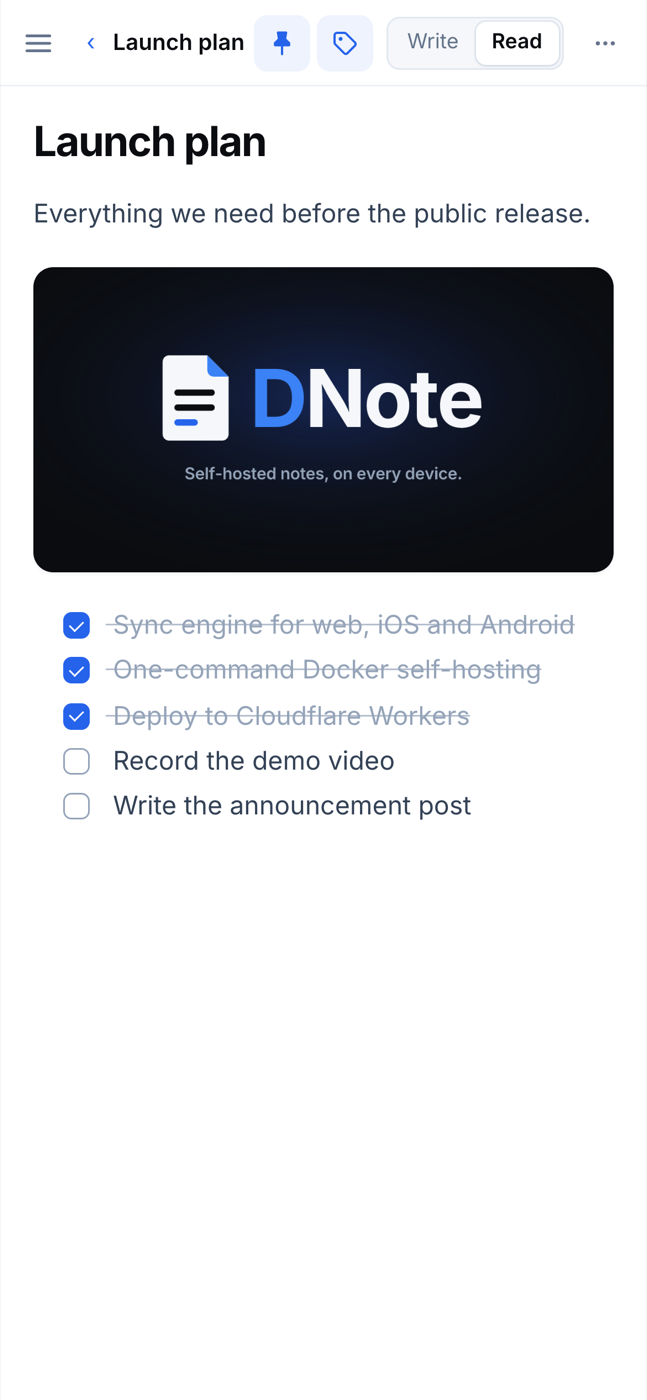 Launch plan
Write
Read
Launch plan
Everything we need before the public release.
DNote
Self-hosted notes, on every device.
Sync engine for web, iOS and Android
One-command Docker self-hosting
Deploy to Cloudflare Workers
Record the demo video
Write the announcement post